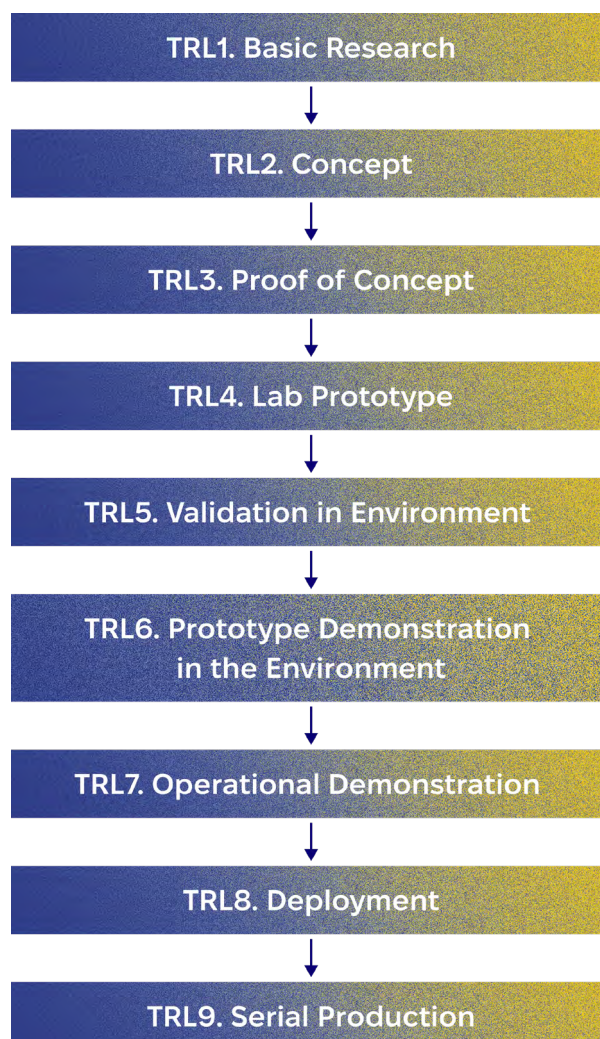 TRL1. Basic Research
TRL2. Concept
TRL3. Proof of Concept
TRL4. Lab Prototype
TRL5. Validation in Environment
TRL6. Prototype Demonstration
in the Environment
TRL7. Operational Demonstration
TRL8. Deployment
TRL9. Serial Production